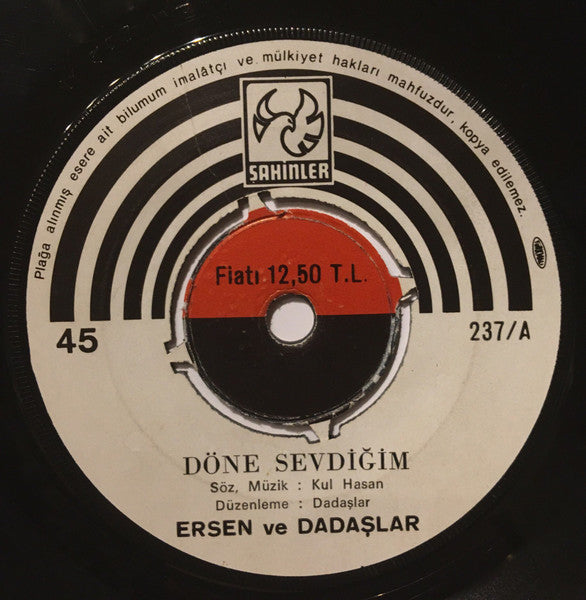 Plağa alınmış esere ait bilumum imalâtçı ve mülkiyet hakları mahfuzdur, kopya edilemez.
SAHİNLER
Fiatı 12,50 T.L.
45
237/A
DÖNE SEVDİĞİM
Söz, Müzik : Kul Hasan
Düzenleme : Dadaşlar
ERSEN ve DADAŞLAR